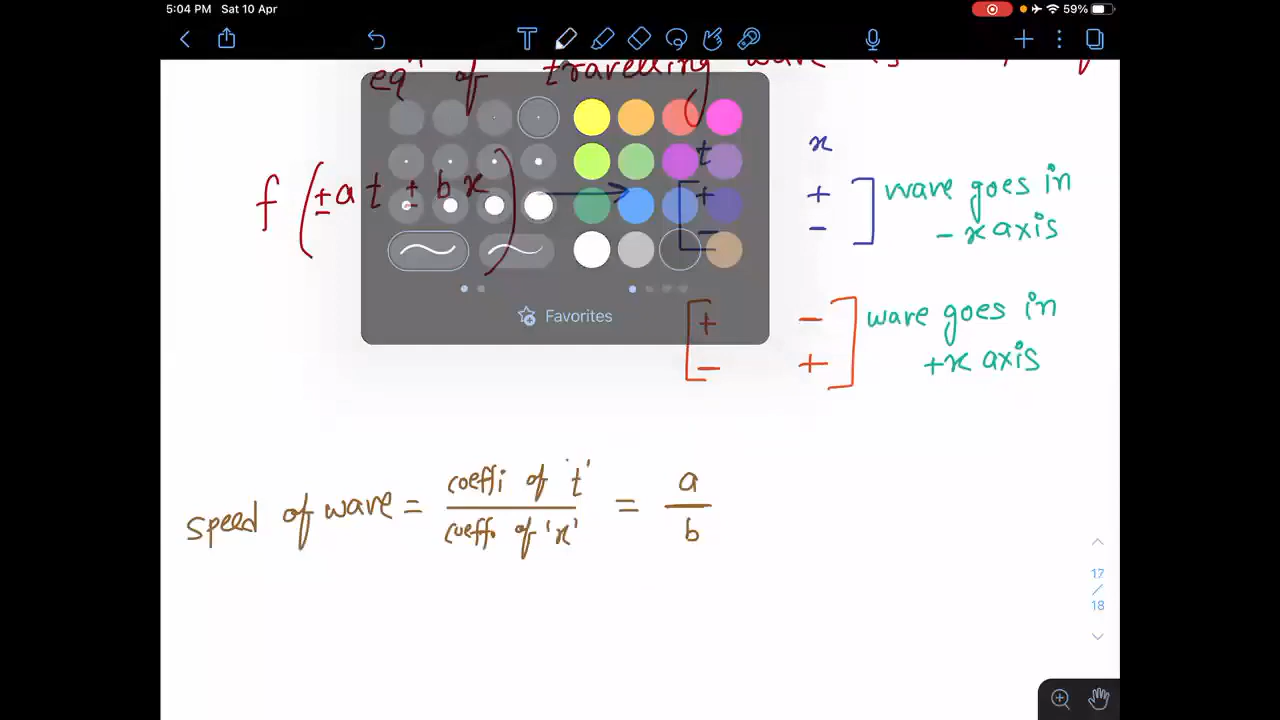 5:04 PM Sat 10 Apr
59%
eqⁿ of travelling wave
t x
f (±at ± bx)
+ +
- -
wave goes in
- x axis
Favorites
+ -
- +
wave goes in
+x axis
speed of wave = coeffi of 't' / coeff. of 'x' = a / b
17
/
18